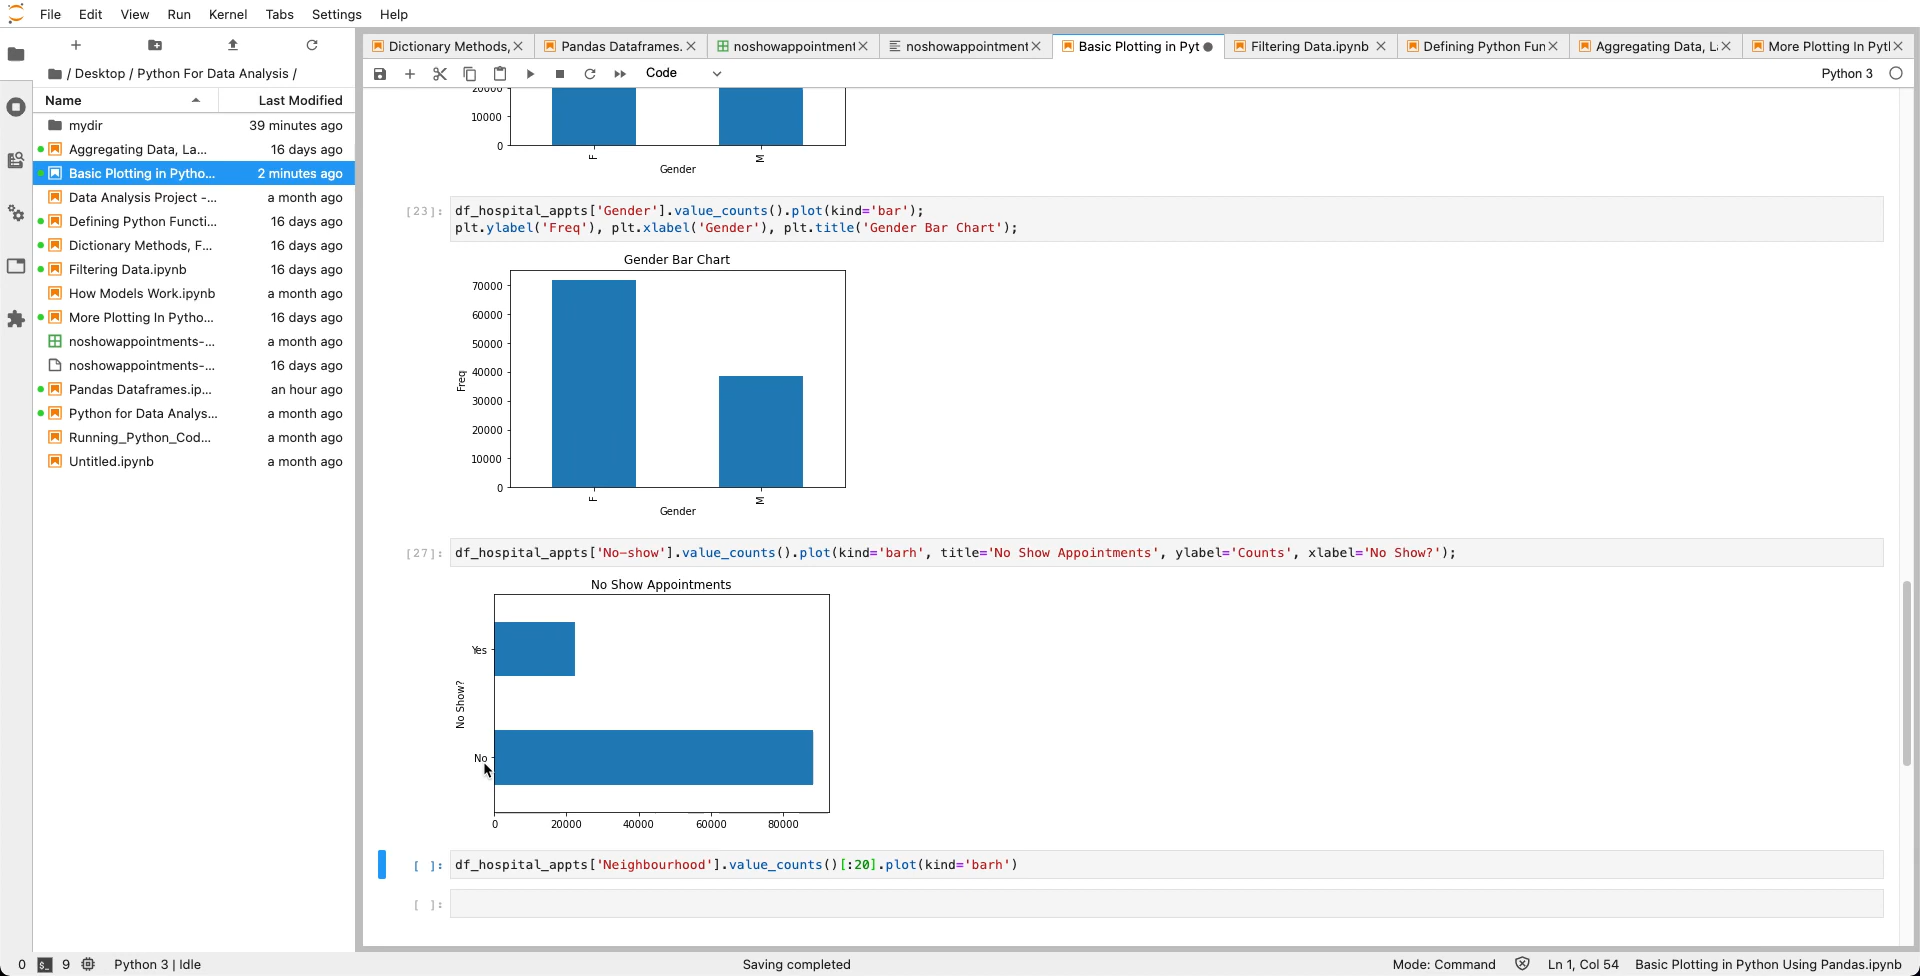 File Edit View Run Kernel Tabs Settings Help
Dictionary Methods, Pandas Dataframes. noshowappointment noshowappointment Basic Plotting in Pyt Filtering Data.ipynb Defining Python Fun Aggregating Data, L More Plotting In Pyt
/ Desktop / Python For Data Analysis /
Code
Python 3
Name Last Modified
mydir 39 minutes ago
Aggregating Data, La... 16 days ago
Basic Plotting in Pytho... 2 minutes ago
Data Analysis Project -... a month ago
Defining Python Functi... 16 days ago
Dictionary Methods, F... 16 days ago
Filtering Data.ipynb 16 days ago
How Models Work.ipynb a month ago
More Plotting In Pytho... 16 days ago
noshowappointments-... a month ago
noshowappointments-... 16 days ago
Pandas Dataframes.ip... an hour ago
Python for Data Analys... a month ago
Running_Python_Cod... a month ago
Untitled.ipynb a month ago
20000
10000
0
F M
Gender
[23]: df_hospital_appts['Gender'].value_counts().plot(kind='bar');
plt.ylabel('Freq'), plt.xlabel('Gender'), plt.title('Gender Bar Chart');
Gender Bar Chart
70000
60000
50000
40000
30000
20000
10000
0
Freq
F M
Gender
[27]: df_hospital_appts['No-show'].value_counts().plot(kind='barh', title='No Show Appointments', ylabel='Counts', xlabel='No Show?');
No Show Appointments
Yes
No Show?
No
0 20000 40000 60000 80000
[ ]: df_hospital_appts['Neighbourhood'].value_counts()[:20].plot(kind='barh')
[ ]:
0 $_ 9 Python 3 | Idle Saving completed Mode: Command Ln 1, Col 54 Basic Plotting in Python Using Pandas.ipynb